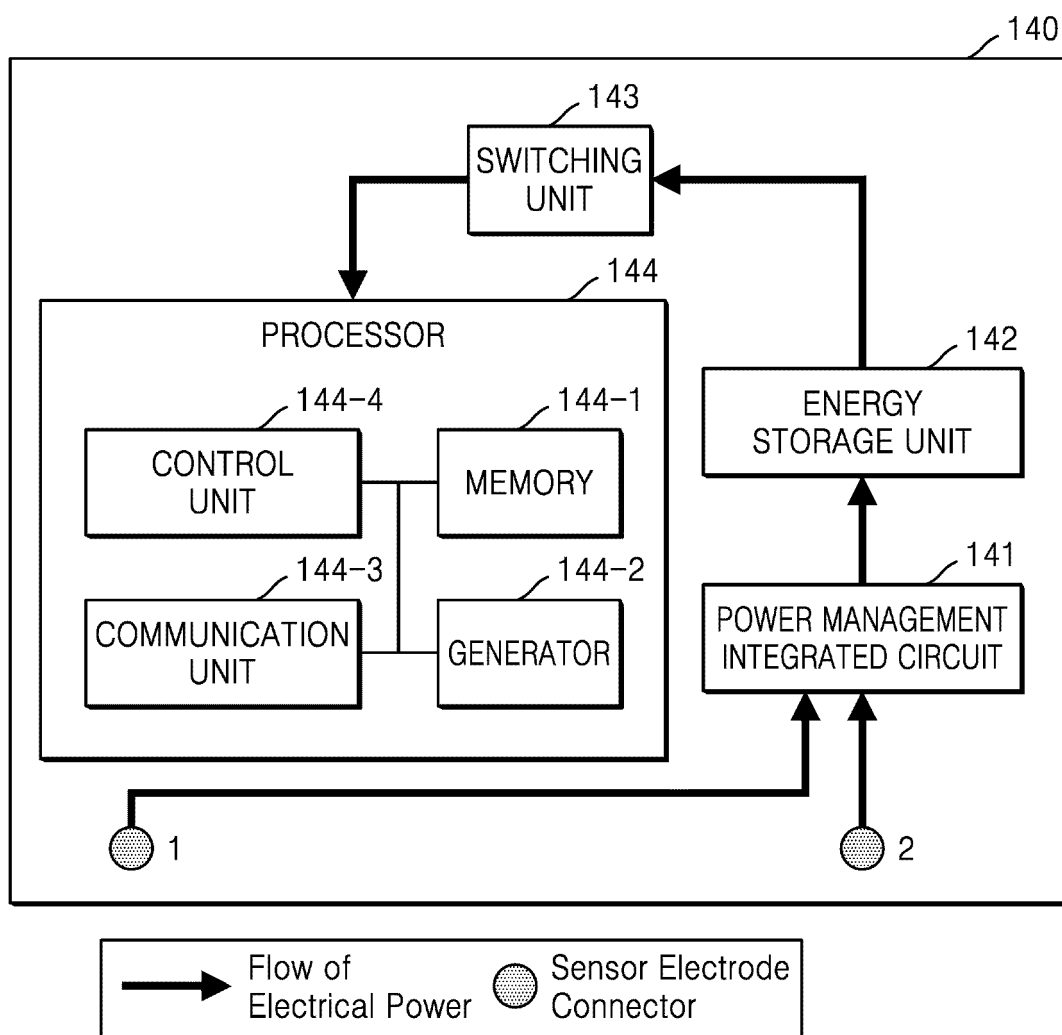 140
143
SWITCHING
UNIT
144
PROCESSOR
142
ENERGY
STORAGE UNIT
144-4
CONTROL
UNIT
144-1
MEMORY
144-3
COMMUNICATION
UNIT
144-2
GENERATOR
141
POWER MANAGEMENT
INTEGRATED CIRCUIT
1
2
Flow of
Electrical Power
Sensor Electrode
Connector